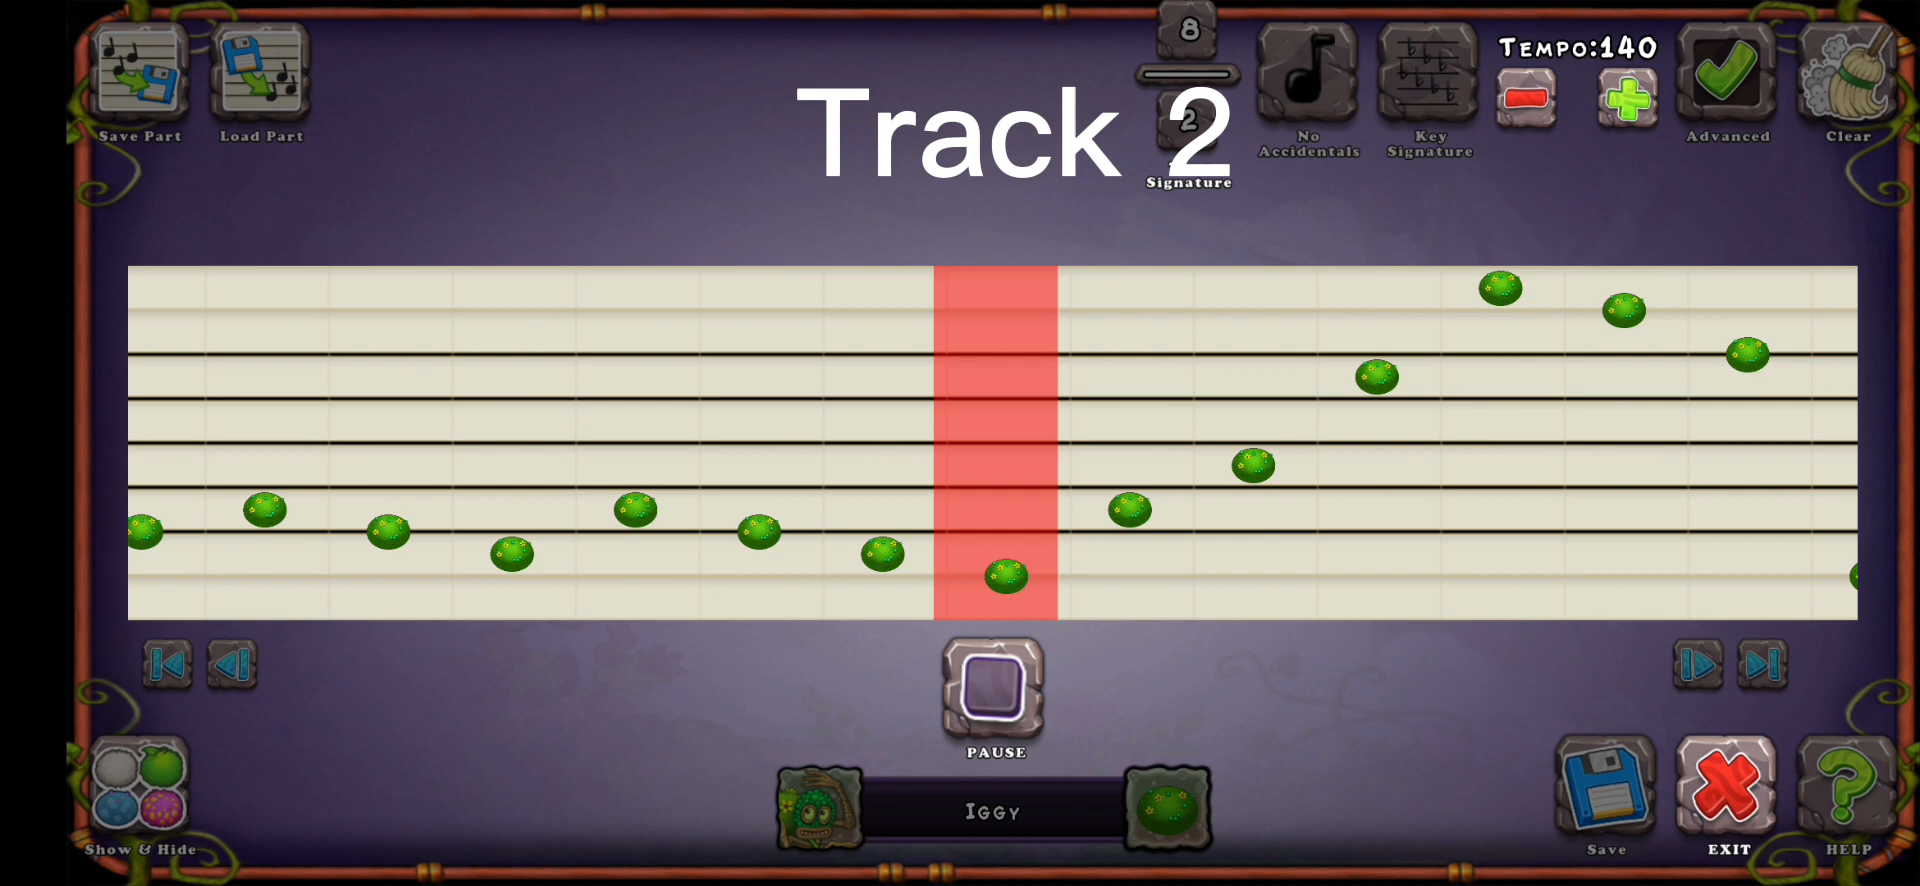 8
TEMPO:140
Track 2
2
Save Part
Load Part
No
Accidentals
Key
Signature
Advanced
Clear
Signature
PAUSE
IGGY
Show & Hide
Save
EXIT
HELP